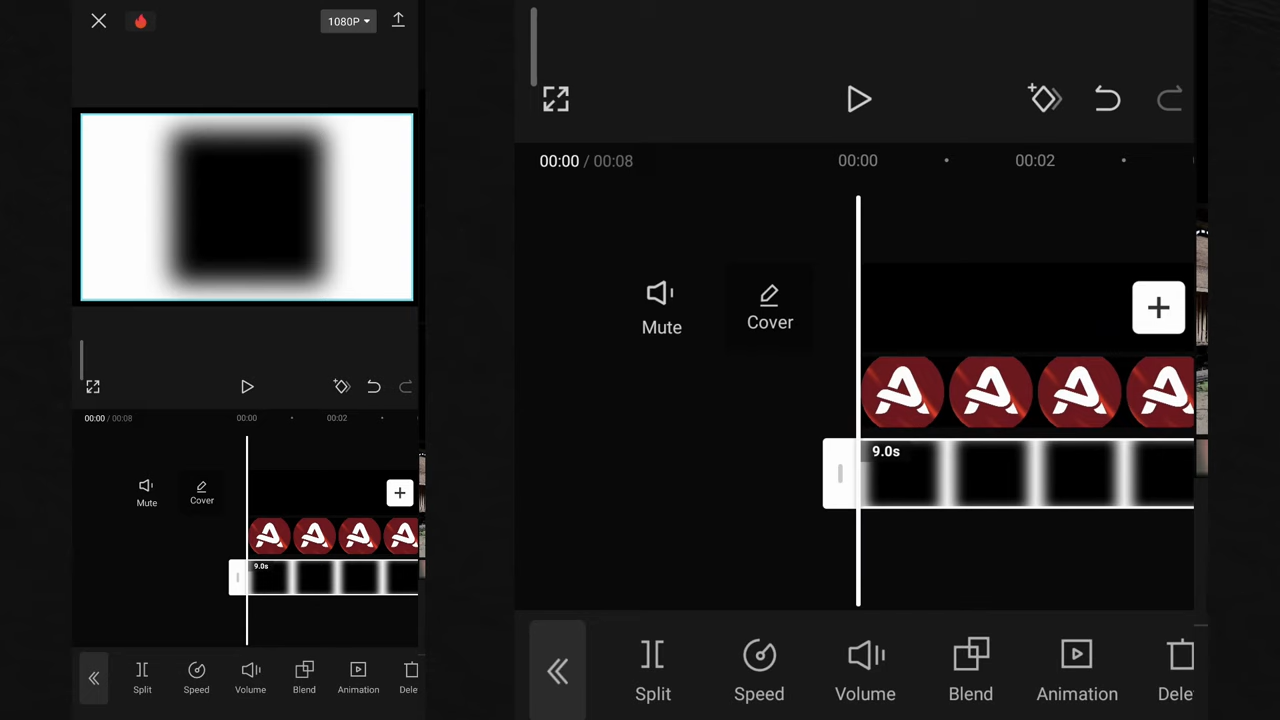 1080P
00:00 / 00:08
00:00
00:02
Mute
Cover
9.0s
Split
Speed
Volume
Blend
Animation
Dele
00:00 / 00:08
00:00
00:02
Mute
Cover
9.0s
Split
Speed
Volume
Blend
Animation
Dele